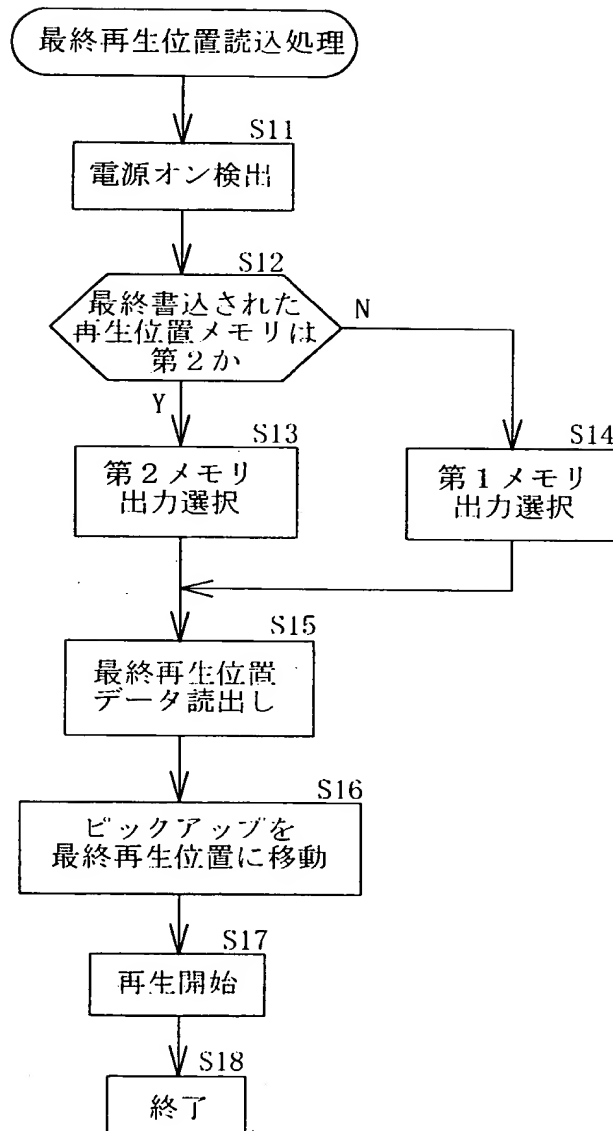 最終再生位置読込処理
S11
電源オン検出
S12
最終書込された
再生位置メモリは
第2か
N
Y
S13
第2メモリ
出力選択
S14
第1メモリ
出力選択
S15
最終再生位置
データ読出し
S16
ピックアップを
最終再生位置に移動
S17
再生開始
S18
終了